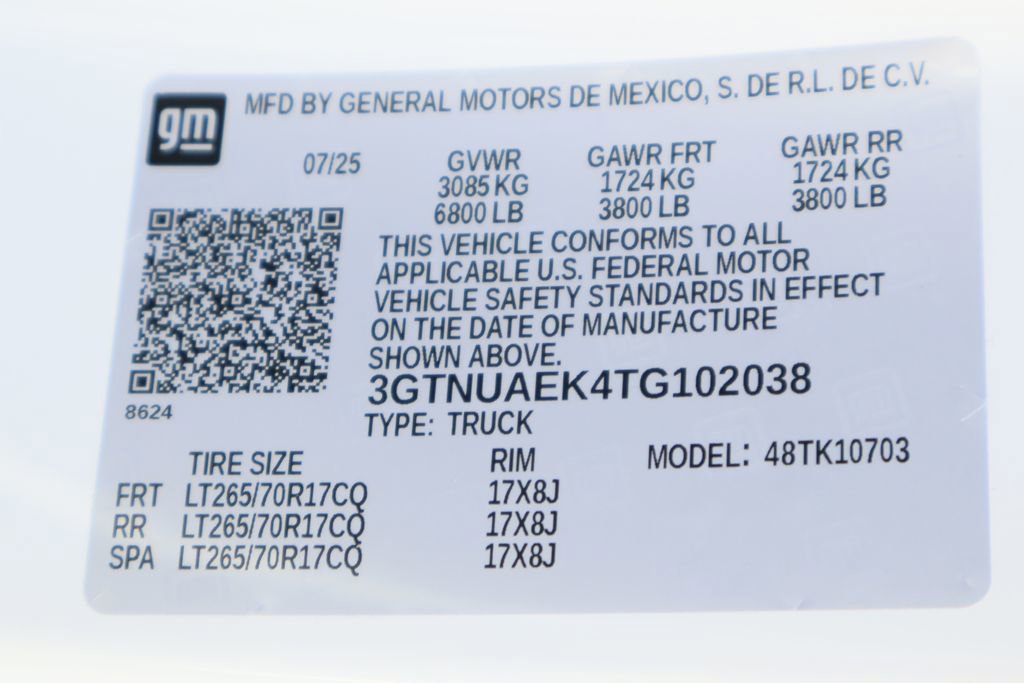 gm
MFD BY GENERAL MOTORS DE MEXICO, S. DE R.L. DE C.V.
07/25 GVWR GAWR FRT GAWR RR
3085 KG 1724 KG 1724 KG
6800 LB 3800 LB 3800 LB
THIS VEHICLE CONFORMS TO ALL
APPLICABLE U.S. FEDERAL MOTOR
VEHICLE SAFETY STANDARDS IN EFFECT
ON THE DATE OF MANUFACTURE
SHOWN ABOVE.
3GTNUAEK4TG102038
8624
TYPE: TRUCK
TIRE SIZE RIM MODEL: 48TK10703
FRT LT265/70R17CQ 17X8J
RR LT265/70R17CQ 17X8J
SPA LT265/70R17CQ 17X8J